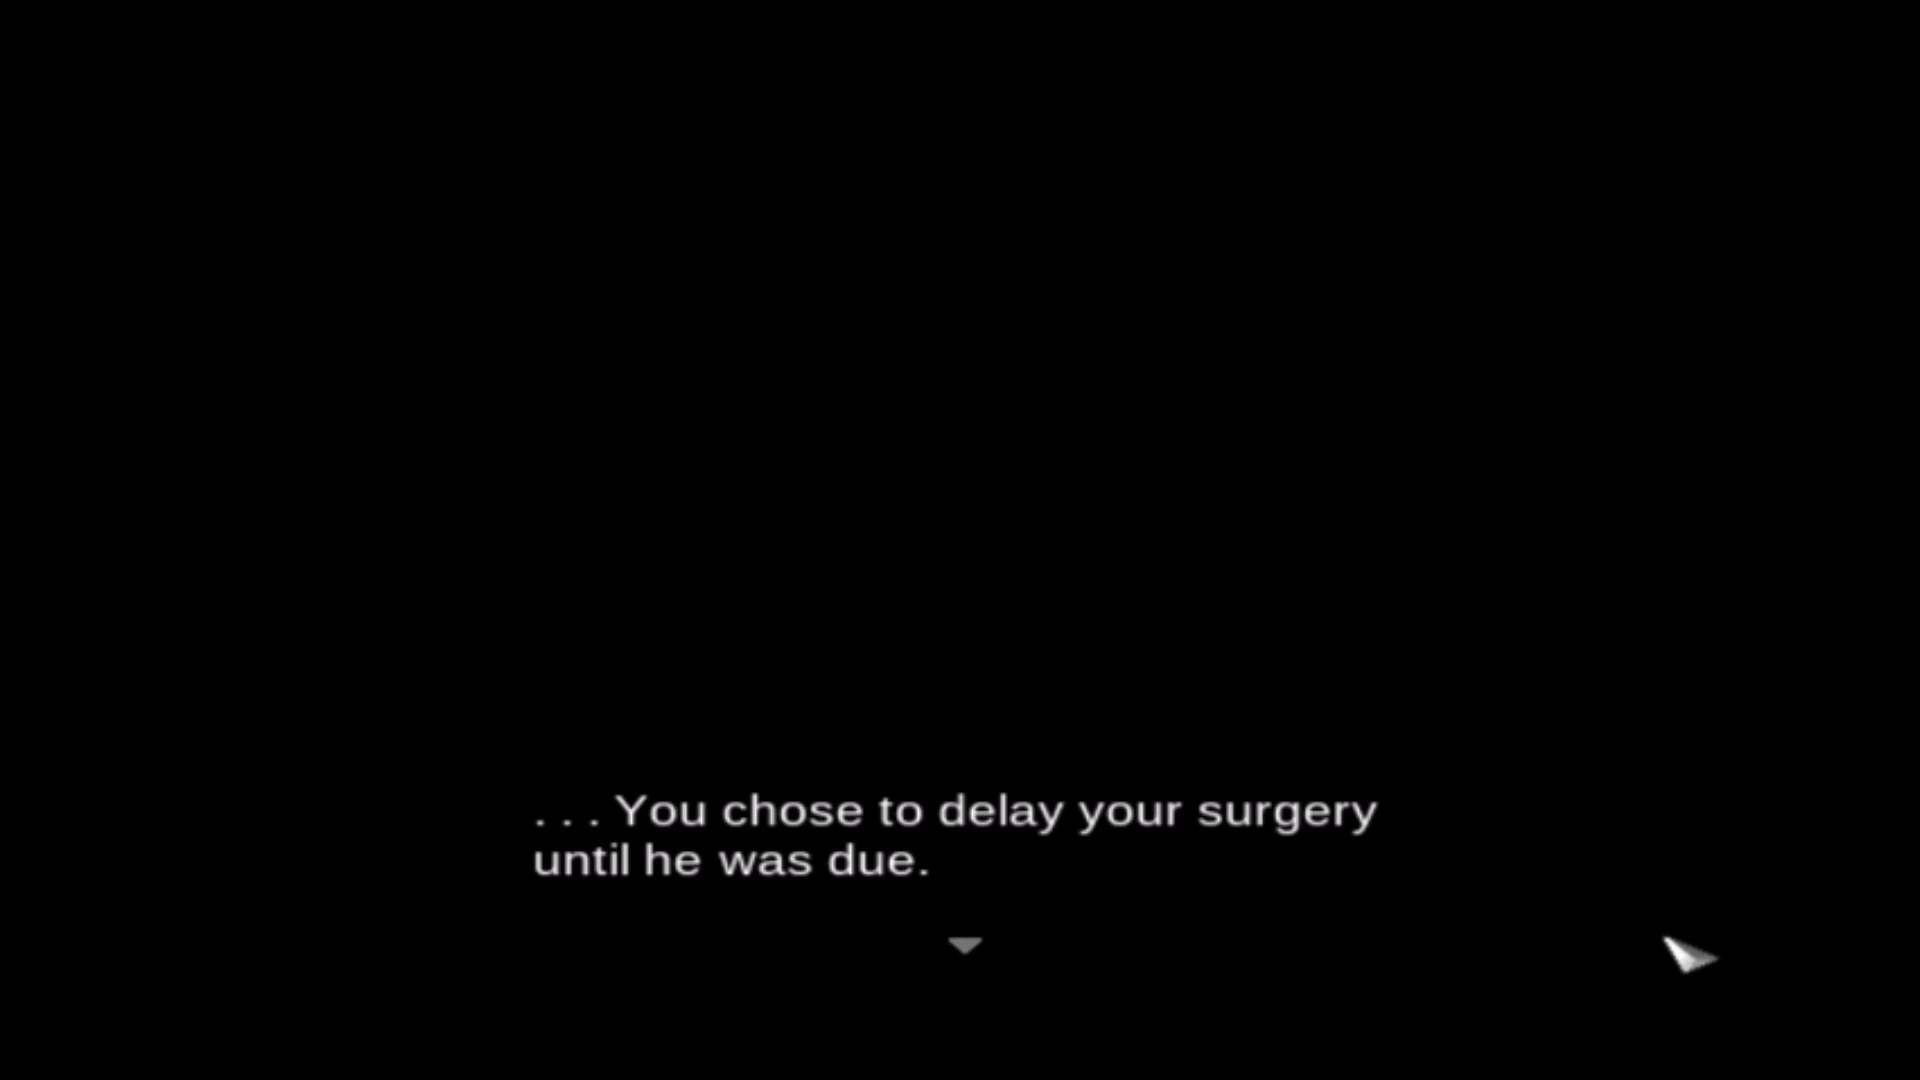 . . . You chose to delay your surgery
until he was due.